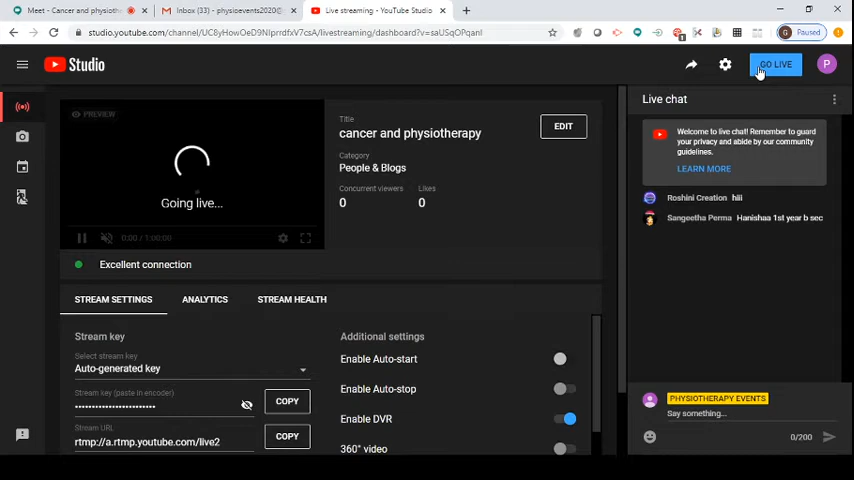 Meet - Cancer and physioth
Inbox (33) - physioevents2020@
Live streaming - YouTube Studio
studio.youtube.com/channel/UC8yHowOeD9NIprrdfxV7csA/livestreaming/dashboard?v=saUSqOPqanI
G Paused
Studio
GO LIVE
P
PREVIEW
Going live...
0:00 / 1:00:00
Title
cancer and physiotherapy
EDIT
Category
People & Blogs
Concurrent viewers
Likes
0
0
Excellent connection
STREAM SETTINGS
ANALYTICS
STREAM HEALTH
Stream key
Select stream key
Auto-generated key
Stream key (paste in encoder)
COPY
Stream URL
rtmp://a.rtmp.youtube.com/live2
COPY
Additional settings
Enable Auto-start
Enable Auto-stop
Enable DVR
360° video
Live chat
Welcome to live chat! Remember to guard
your privacy and abide by our community
guidelines.
LEARN MORE
Roshini Creation hiii
Sangeetha Perma Hanishaa 1st year b sec
PHYSIOTHERAPY EVENTS
Say something...
0/200